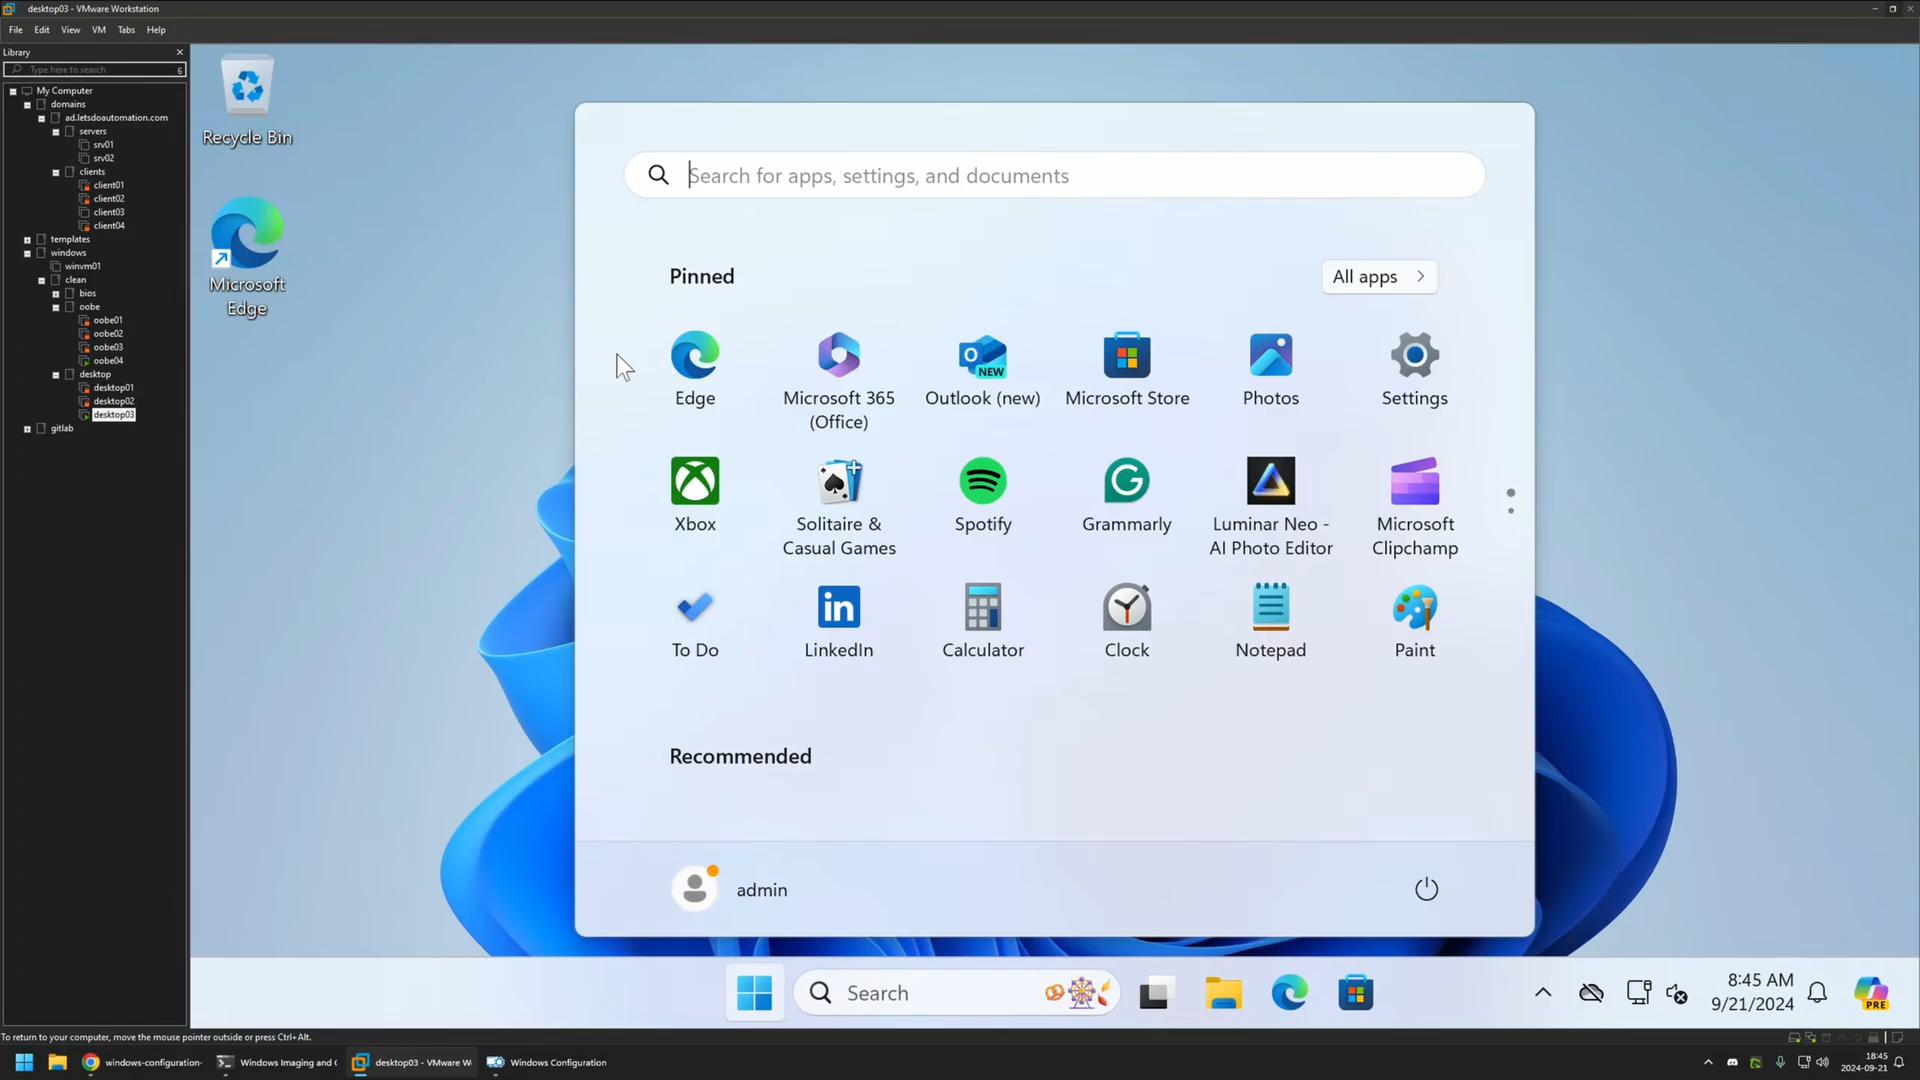 desktop03 - VMware Workstation
File Edit View VM Tabs Help
Library
Type here to search
My Computer
domains
ad.letsdoautomation.com
servers
srv01
srv02
clients
client01
client02
client03
client04
templates
windows
winvm01
clean
bios
oobe
oobe01
oobe02
oobe03
oobe04
desktop
desktop01
desktop02
desktop03
gitlab
Recycle Bin
Microsoft
Edge
Search for apps, settings, and documents
Pinned
All apps
Edge
Microsoft 365
(Office)
NEW
Outlook (new)
Microsoft Store
Photos
Settings
Xbox
Solitaire &
Casual Games
Spotify
Grammarly
Luminar Neo -
AI Photo Editor
Microsoft
Clipchamp
To Do
in
LinkedIn
Calculator
Clock
Notepad
Paint
Recommended
admin
Search
8:45 AM
9/21/2024
PRE
To return to your computer, move the mouse pointer outside or press Ctrl+Alt.
windows-configuration-
Windows Imaging and C
desktop03 - VMware W
Windows Configuration
18:45
2024-09-21